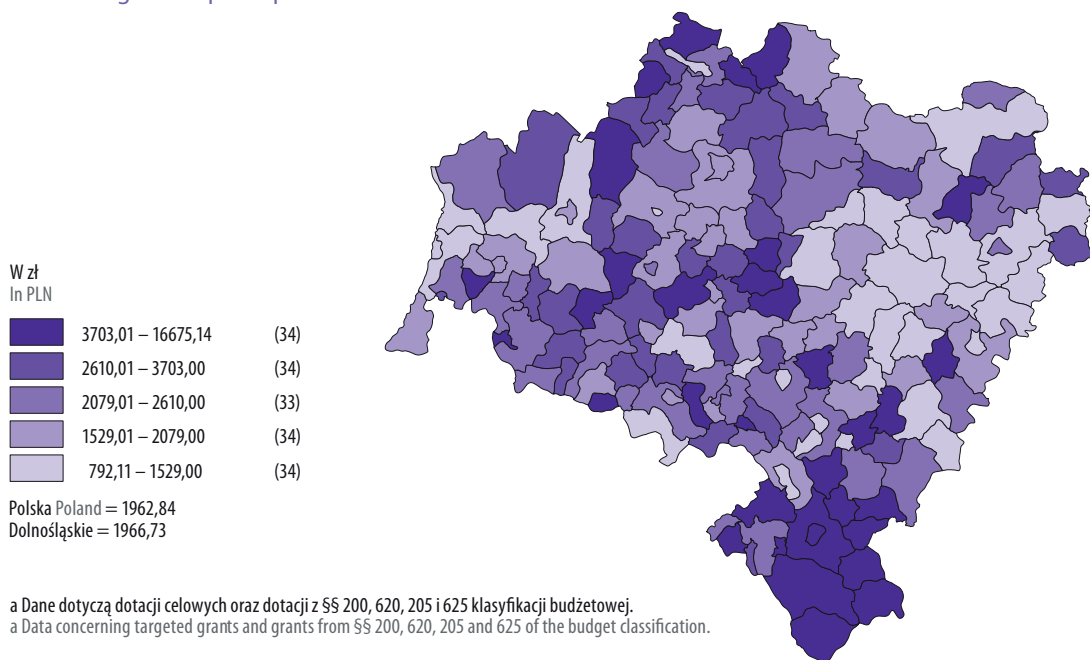 W zł
In PLN
3703,01 – 16675,14 (34)
2610,01 – 3703,00 (34)
2079,01 – 2610,00 (33)
1529,01 – 2079,00 (34)
792,11 – 1529,00 (34)
Polska Poland = 1962,84
Dolnośląskie = 1966,73
a Dane dotyczą dotacji celowych oraz dotacji z §§ 200, 620, 205 i 625 klasyfikacji budżetowej.
a Data concerning targeted grants and grants from §§ 200, 620, 205 and 625 of the budget classification.